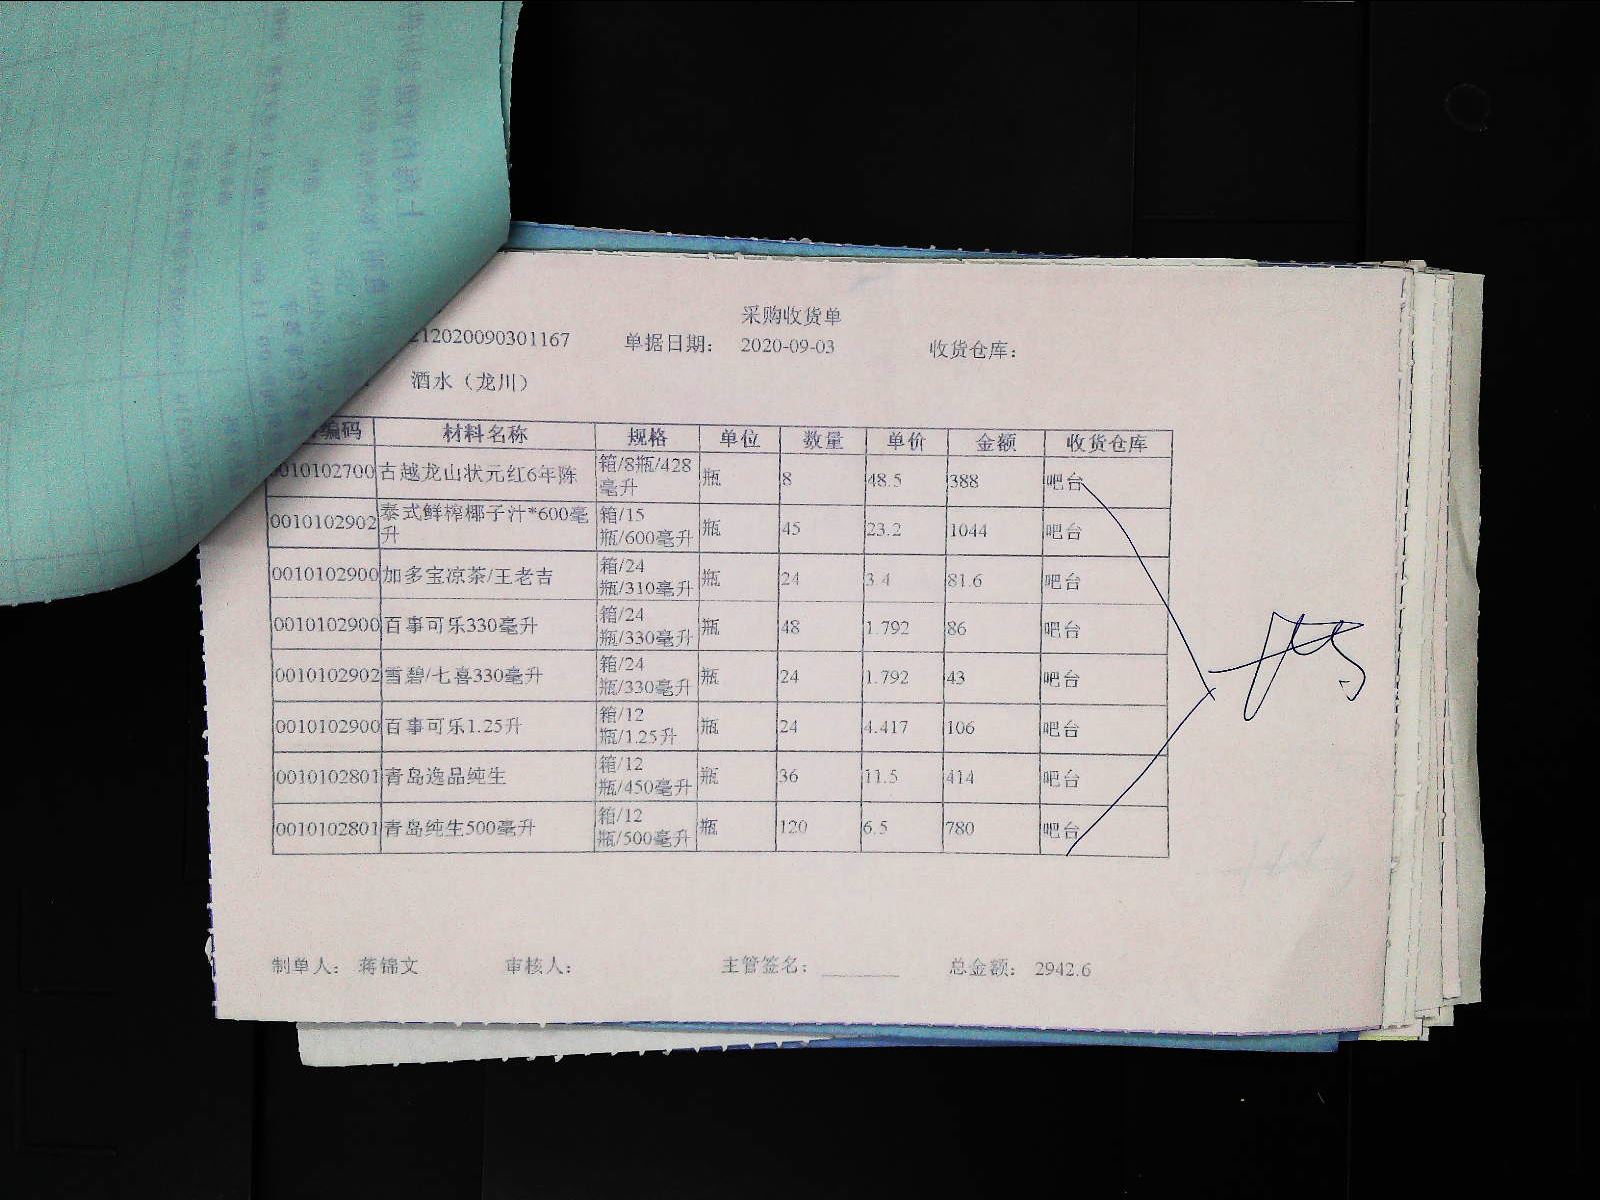 采购收货单
212020090301167 单据日期： 2020-09-03 收货仓库：
酒水（龙川）
编码 材料名称 规格 单位 数量 单价 金额 收货仓库
0010102700 古越龙山状元红6年陈 箱/8瓶/428毫升 瓶 8 48.5 388 吧台
0010102902 泰式鲜榨椰子汁*600毫升 箱/15瓶/600毫升 瓶 45 23.2 1044 吧台
0010102900 加多宝凉茶/王老吉 箱/24瓶/310毫升 瓶 24 3.4 81.6 吧台
0010102900 百事可乐330毫升 箱/24瓶/330毫升 瓶 48 1.792 86 吧台
0010102902 雪碧/七喜330毫升 箱/24瓶/330毫升 瓶 24 1.792 43 吧台
0010102900 百事可乐1.25升 箱/12瓶/1.25升 瓶 24 4.417 106 吧台
0010102801 青岛逸品纯生 箱/12瓶/450毫升 瓶 36 11.5 414 吧台
0010102801 青岛纯生500毫升 箱/12瓶/500毫升 瓶 120 6.5 780 吧台
制单人： 蒋锦文 审核人： 主管签名： 总金额： 2942.6